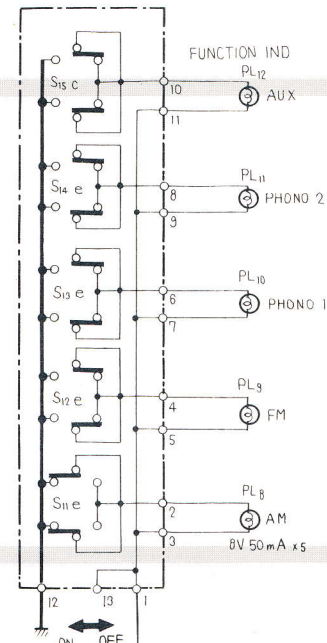 FUNCTION IND
PL12
S15 c
10
AUX
11
PL11
S14 e
8
PHONO 2
9
PL10
S13 e
6
PHONO 1
7
PL9
S12 e
4
FM
5
PL8
S11 e
2
AM
3
8V 50mA x5
12
13
1
ON OFF